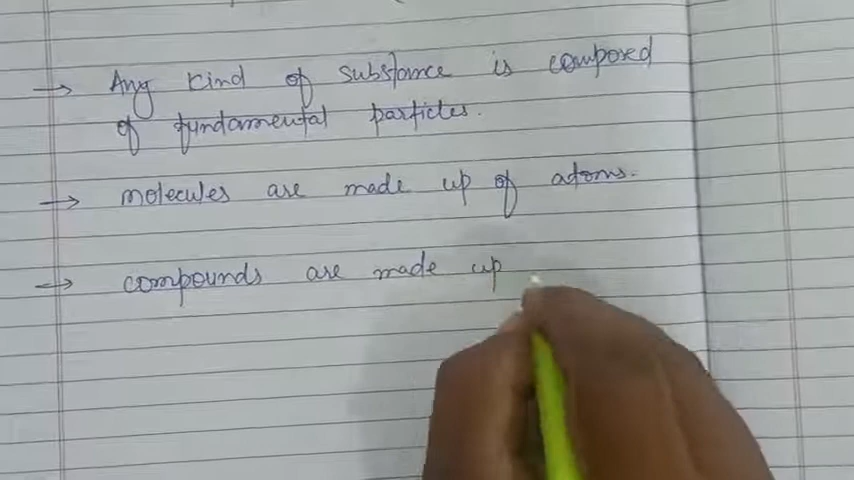 → Any kind of substance is composed
of fundamental particles.
→ molecules are made up of atoms.
→ compounds are made up